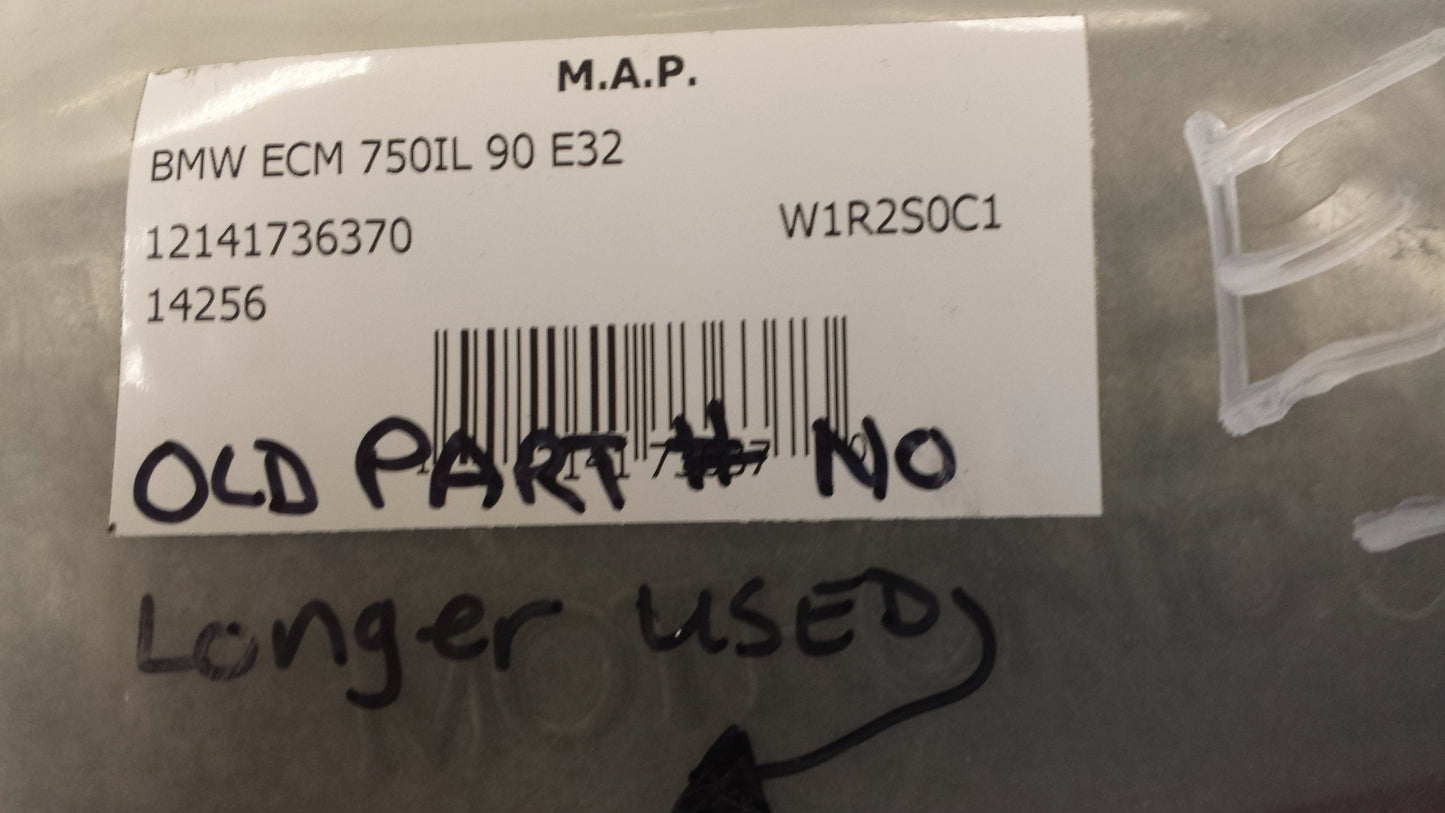 M.A.P.
BMW ECM 750IL 90 E32
12141736370
W1R2S0C1
14256
OLD PART # NO
Longer USED
E